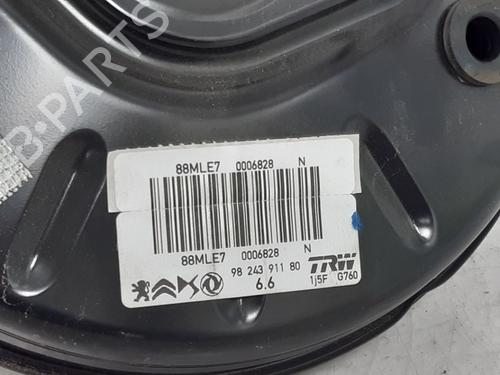 88MLE7 0006828 N
88MLE7 0006828 N
98 243 911 80 TRW
6.6 1j5F G760
B-PARTS